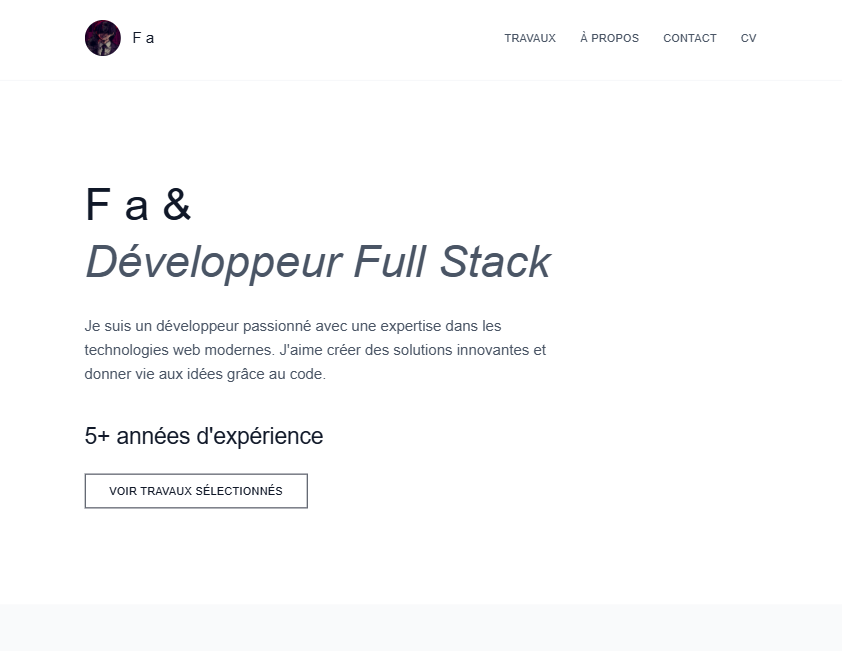 F a
TRAVAUX
À PROPOS
CONTACT
CV
F a &
Développeur Full Stack
Je suis un développeur passionné avec une expertise dans les
technologies web modernes. J'aime créer des solutions innovantes et
donner vie aux idées grâce au code.
5+ années d'expérience
VOIR TRAVAUX SÉLECTIONNÉS